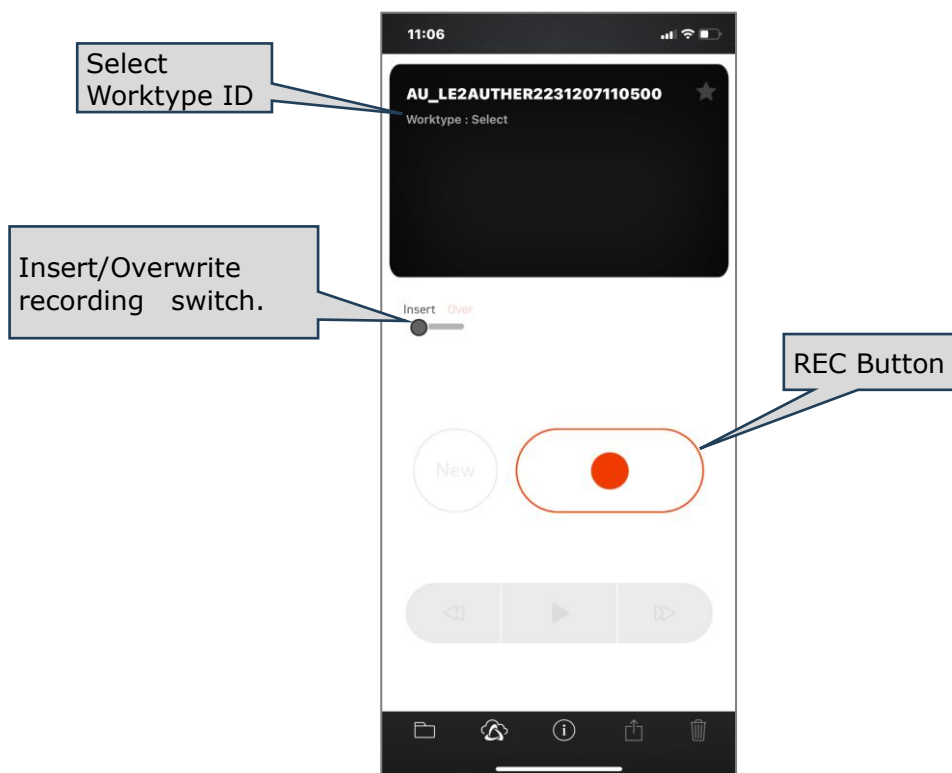 11:06
Select
Worktype ID
AU_LE2AUTHER2231207110500
Worktype : Select
Insert/Overwrite
recording switch.
Insert Over
REC Button
New